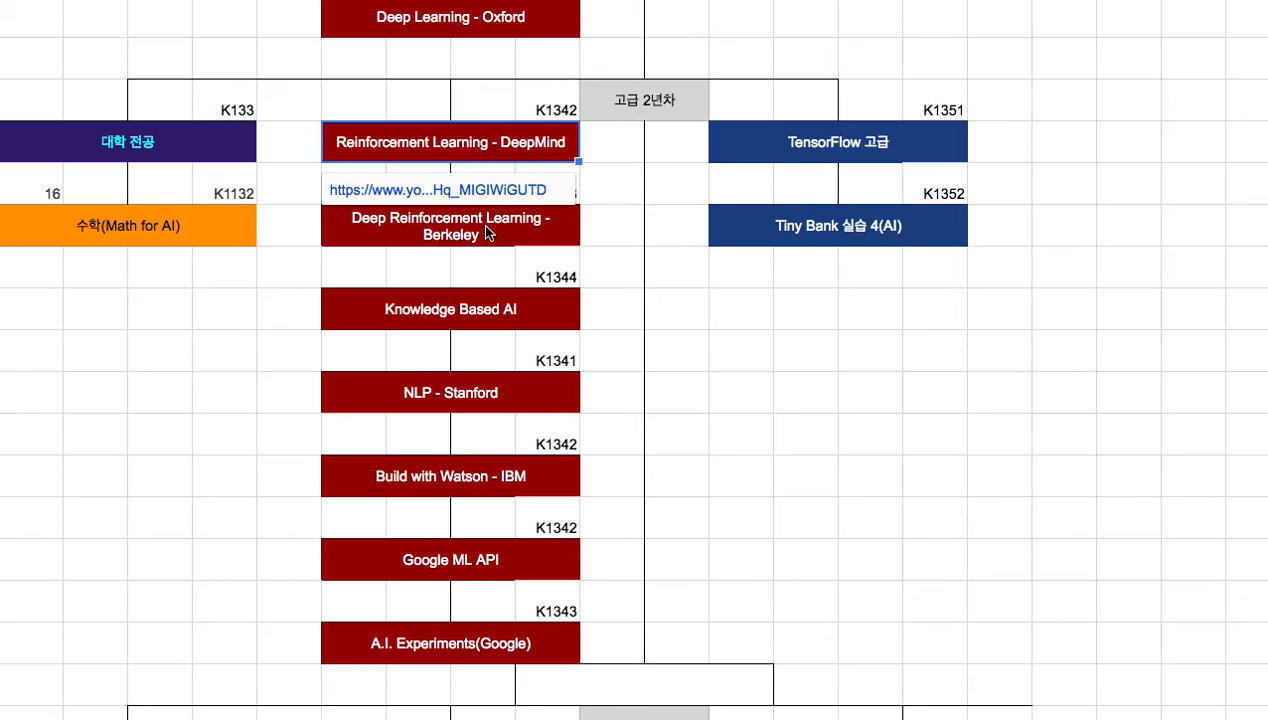 Deep Learning - Oxford
고급 2년차
K133
K1342
K1351
대학 전공
Reinforcement Learning - DeepMind
TensorFlow 고급
16
K1132
https://www.yo...Hq_MIGIWiGUTD
K1352
수학(Math for AI)
Deep Reinforcement Learning -
Berkeley
Tiny Bank 실습 4(AI)
K1344
Knowledge Based AI
K1341
NLP - Stanford
K1342
Build with Watson - IBM
K1342
Google ML API
K1343
A.I. Experiments(Google)